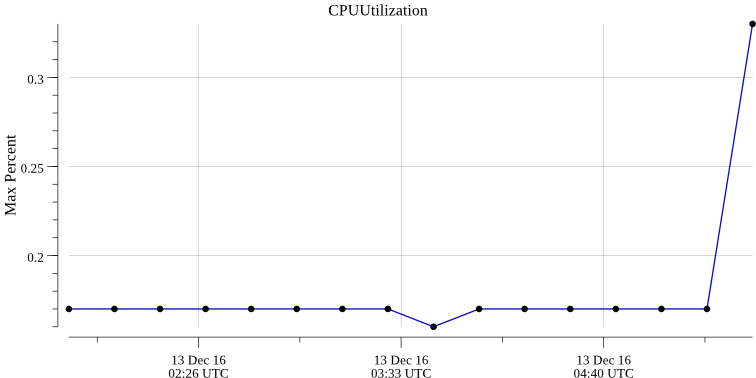 CPUUtilization
Max Percent
0.3
0.25
0.2
13 Dec 16
02:26 UTC
13 Dec 16
03:33 UTC
13 Dec 16
04:40 UTC